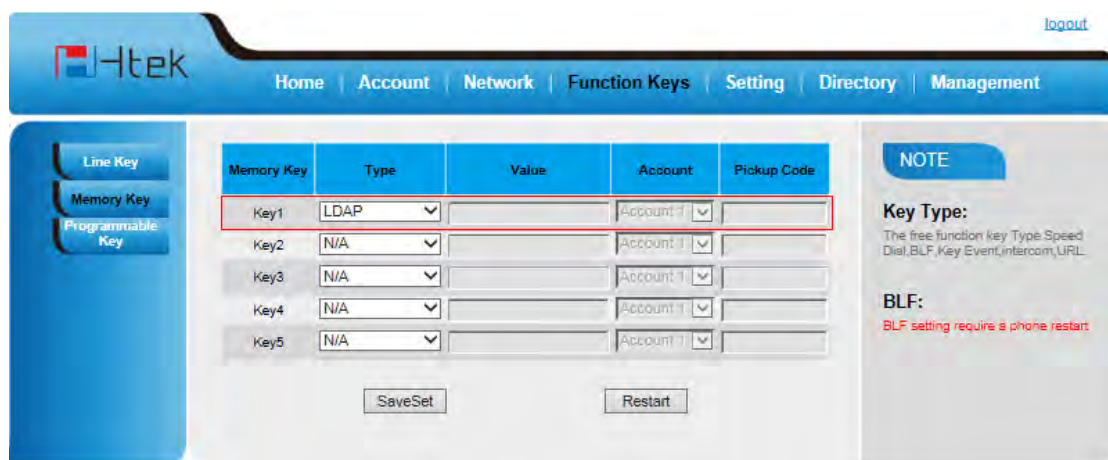 logout
Htek
Home | Account | Network | Function Keys | Setting | Directory | Management
Line Key
Memory Key
Programmable
Key
Memory Key Type Value Account Pickup Code
Key1 LDAP Account 1
Key2 N/A Account 1
Key3 N/A Account 1
Key4 N/A Account 1
Key5 N/A Account 1
SaveSet Restart
NOTE
Key Type:
The free function key Type Speed
Dial,BLF,Key Event,intercom,URL.
BLF:
BLF setting require a phone restart